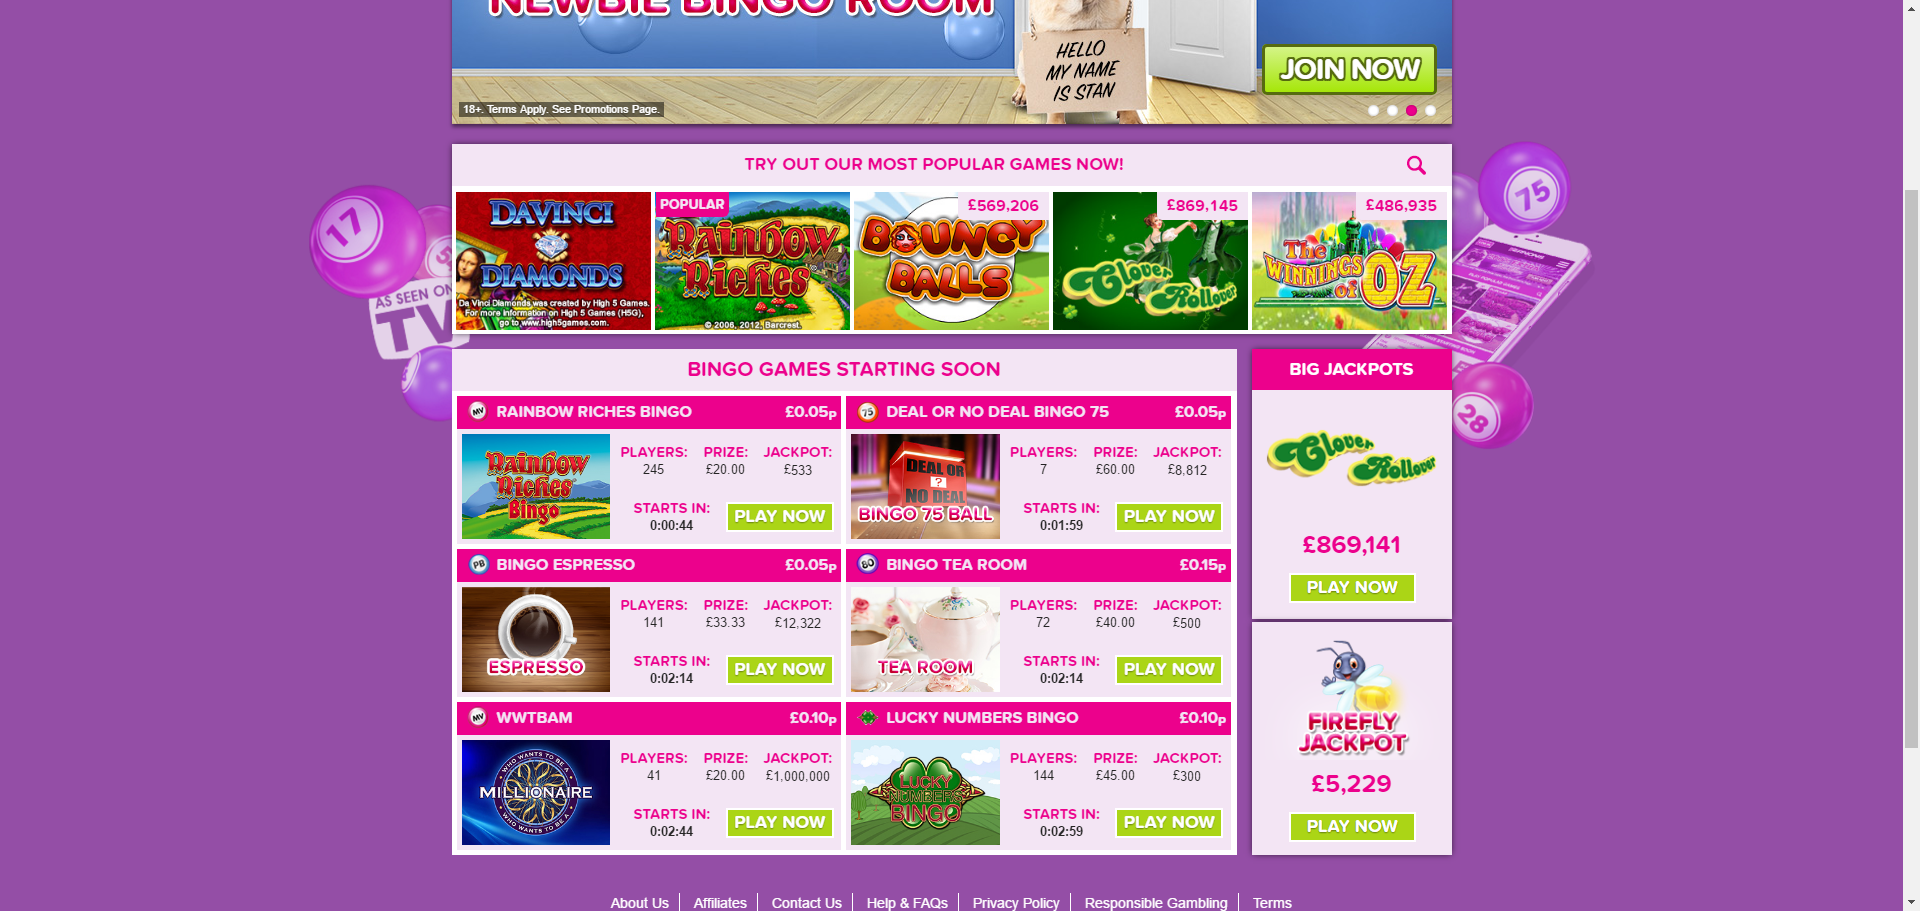 NEWBIE BINGO ROOM
HELLO
MY NAME
IS STAN
JOIN NOW
18+. Terms Apply. See Promotions Page.
TRY OUT OUR MOST POPULAR GAMES NOW!
17
75
AS SEEN ON
TV
28
DAVINCI
DIAMONDS
Da Vinci Diamonds was created by High 5 Games.
For more information on High 5 Games (H5G),
go to www.high5games.com.
POPULAR
Rainbow
Riches
© 2006, 2012, Barcrest.
£569,206
BOUNCY
BALLS
£869,145
Clover
Rollover
£486,935
The
WINNINGS
of OZ
BINGO GAMES STARTING SOON
MV RAINBOW RICHES BINGO £0.05p
Rainbow
Riches
Bingo
PLAYERS: PRIZE: JACKPOT:
245 £20.00 £533
STARTS IN:
0:00:44
PLAY NOW
75 DEAL OR NO DEAL BINGO 75 £0.05p
DEAL OR
?
NO DEAL
BINGO 75 BALL
PLAYERS: PRIZE: JACKPOT:
7 £60.00 £8,812
STARTS IN:
0:01:59
PLAY NOW
PB BINGO ESPRESSO £0.05p
ESPRESSO
PLAYERS: PRIZE: JACKPOT:
141 £33.33 £12,322
STARTS IN:
0:02:14
PLAY NOW
80 BINGO TEA ROOM £0.15p
TEA ROOM
PLAYERS: PRIZE: JACKPOT:
72 £40.00 £500
STARTS IN:
0:02:14
PLAY NOW
MV WWTBAM £0.10p
WHO WANTS TO BE A
MILLIONAIRE
WHO WANTS TO BE A
PLAYERS: PRIZE: JACKPOT:
41 £20.00 £1,000,000
STARTS IN:
0:02:44
PLAY NOW
LUCKY NUMBERS BINGO £0.10p
LUCKY
NUMBERS
BINGO
PLAYERS: PRIZE: JACKPOT:
144 £45.00 £300
STARTS IN:
0:02:59
PLAY NOW
BIG JACKPOTS
Clover
Rollover
£869,141
PLAY NOW
FIREFLY
JACKPOT
£5,229
PLAY NOW
About Us Affiliates Contact Us Help & FAQs Privacy Policy Responsible Gambling Terms